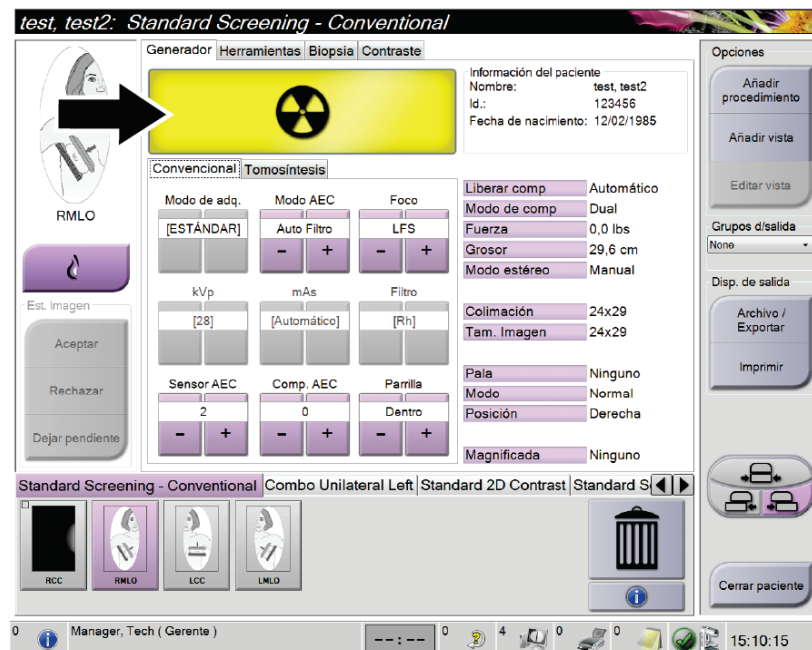 test, test2: Standard Screening - Conventional
Generador Herramientas Biopsia Contraste
Información del paciente
Nombre: test, test2
Id.: 123456
Fecha de nacimiento: 12/02/1985
RMLO
Est. Imagen
Aceptar
Rechazar
Dejar pendiente
Convencional Tomosíntesis
Modo de adq. Modo AEC Foco
[ESTÁNDAR] Auto Filtro LFS
- + - +
kVp mAs Filtro
[28] [Automático] [Rh]
Sensor AEC Comp. AEC Parrilla
2 0 Dentro
- + - + - +
Liberar comp Automático
Modo de comp Dual
Fuerza 0,0 lbs
Grosor 29,6 cm
Modo estéreo Manual
Colimación 24x29
Tam. Imagen 24x29
Pala Ninguno
Modo Normal
Posición Derecha
Magnificada Ninguno
Opciones
Añadir
procedimiento
Añadir vista
Editar vista
Grupos d/salida
None
Disp. de salida
Archivo /
Exportar
Imprimir
Cerrar paciente
Standard Screening - Conventional Combo Unilateral Left Standard 2D Contrast Standard S
RCC RMLO LCC LMLO
0 Manager, Tech ( Gerente ) --:-- 0 4 0 0 15:10:15